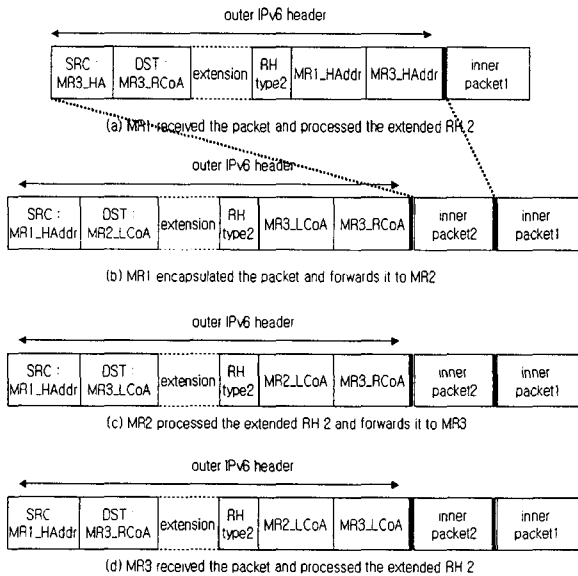 outer IPv6 header
SRC : MR3_HA
DST : MR3_RCoA
extension
RH type2
MR1_HAddr
MR3_HAddr
inner packet1
(a) MR1 received the packet and processed the extended RH 2
outer IPv6 header
SRC : MR1_HAddr
DST : MR2_LCoA
extension
RH type2
MR3_LCoA
MR3_RCoA
inner packet2
inner packet1
(b) MR1 encapsulated the packet and forwards it to MR2
outer IPv6 header
SRC : MR1_HAddr
DST : MR3_LCoA
extension
RH type2
MR2_LCoA
MR3_RCoA
inner packet2
inner packet1
(c) MR2 processed the extended RH 2 and forwards it to MR3
outer IPv6 header
SRC MR1_HAddr
DST : MR3_RCoA
extension
RH type2
MR2_LCoA
MR3_LCoA
inner packet2
inner packet1
(d) MR3 received the packet and processed the extended RH 2